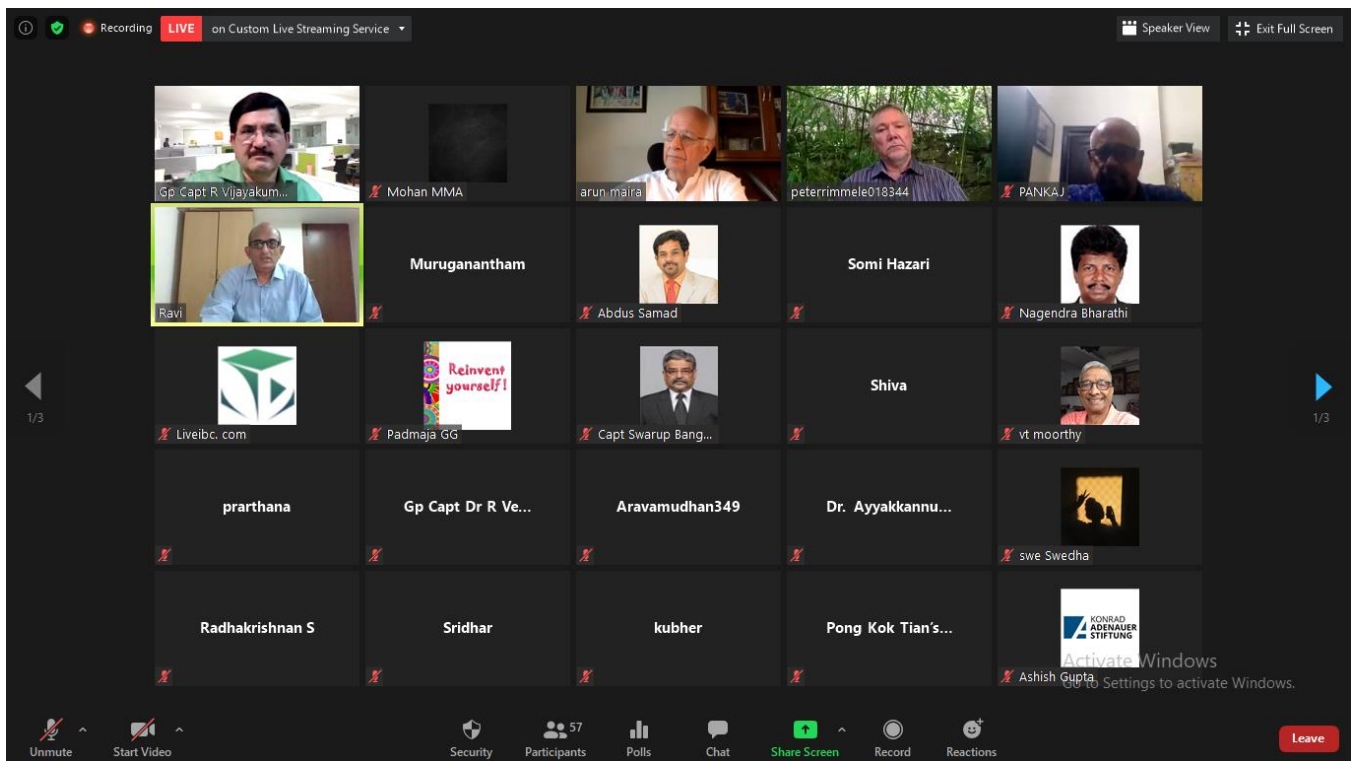 Recording LIVE on Custom Live Streaming Service
Speaker View Exit Full Screen
Gp Capt R Vijayakum...
Mohan MMA
arun maira
peterrimmele018344
PANKAJ
Ravi
Muruganantham
Abdus Samad
Somi Hazari
Nagendra Bharathi
Liveibc. com
Reinvent
yourself!
Padmaja GG
Capt Swarup Bang...
Shiva
vt moorthy
1/3
1/3
prarthana
Gp Capt Dr R Ve...
Aravamudhan349
Dr. Ayyakkannu...
swe Swedha
Radhakrishnan S
Sridhar
kubher
Pong Kok Tian's...
KONRAD
ADENAUER
STIFTUNG
Ashish Gupta
Activate Windows
Go to Settings to activate Windows.
Unmute
Start Video
Security
57
Participants
Polls
Chat
Share Screen
Record
Reactions
Leave